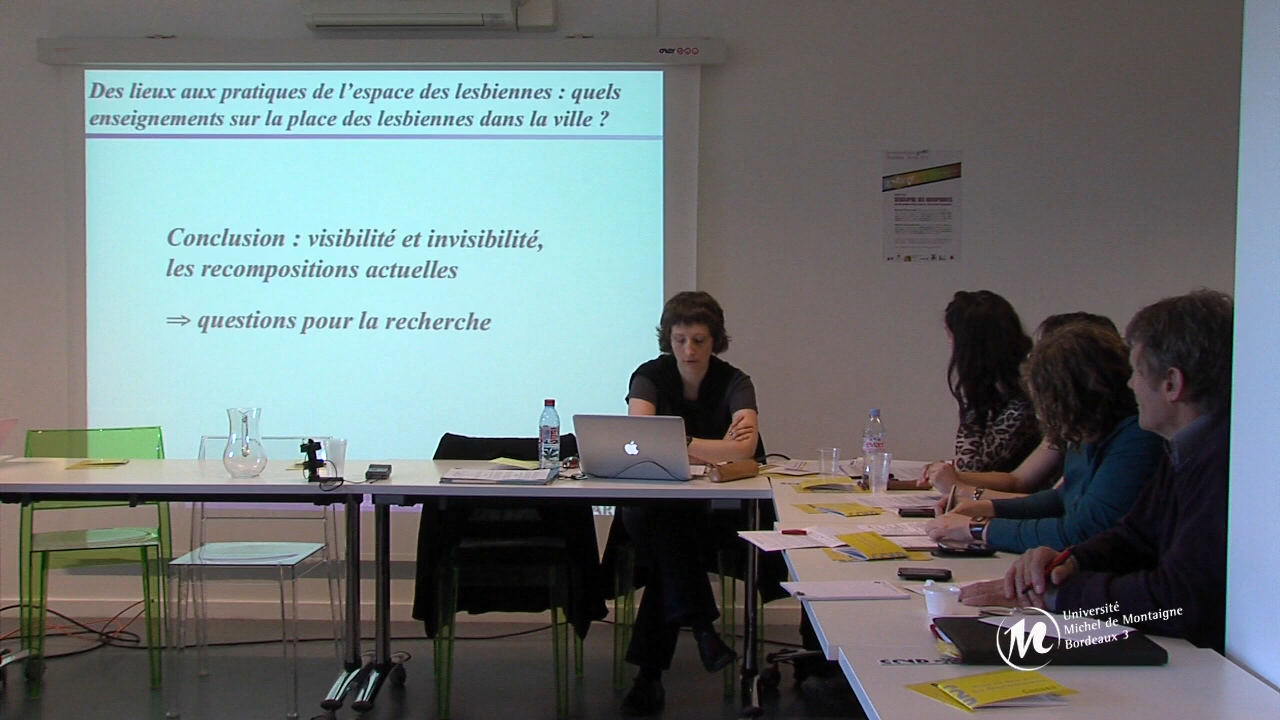 Des lieux aux pratiques de l’espace des lesbiennes : quels
enseignements sur la place des lesbiennes dans la ville ?
Conclusion : visibilité et invisibilité,
les recompositions actuelles
⇒ questions pour la recherche
Université
Michel de Montaigne
Bordeaux 3